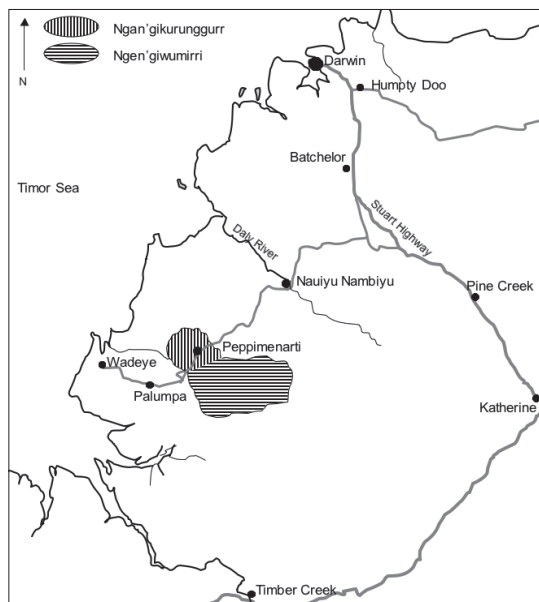 Ngan'gikurunggurr
Ngen'giwumirri
N
Darwin
Humpty Doo
Batchelor
Timor Sea
Stuart Highway
Daly River
Nauiyu Nambiyu
Pine Creek
Peppimenarti
Wadeye
Palumpa
Katherine
Timber Creek